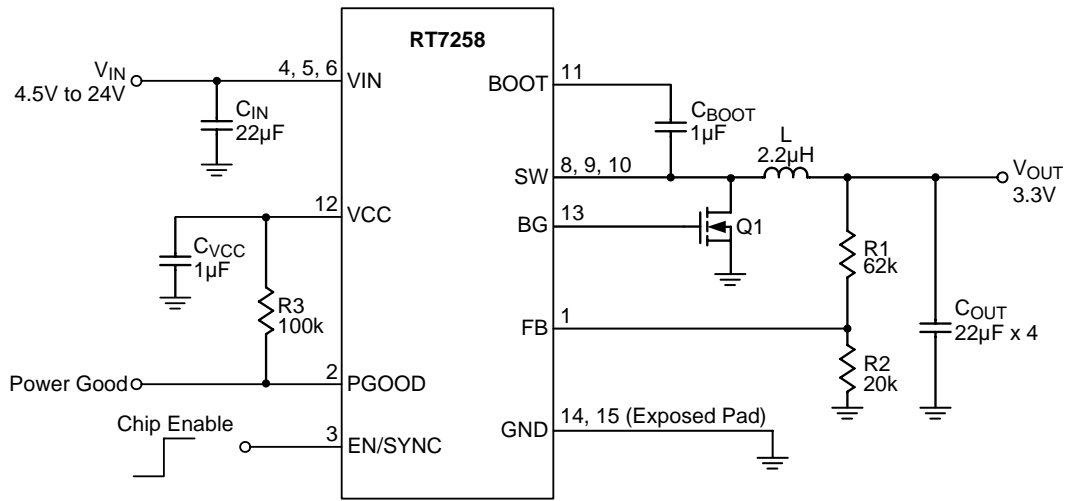 RT7258
VIN
4.5V to 24V
4, 5, 6
VIN
CIN
22µF
BOOT
11
CBOOT
1µF
L
2.2µH
SW
8, 9, 10
VOUT
3.3V
12
VCC
BG
13
Q1
CVCC
1µF
R1
62k
R3
100k
FB
1
COUT
22µF x 4
R2
20k
Power Good
2
PGOOD
Chip Enable
3
EN/SYNC
GND
14, 15 (Exposed Pad)